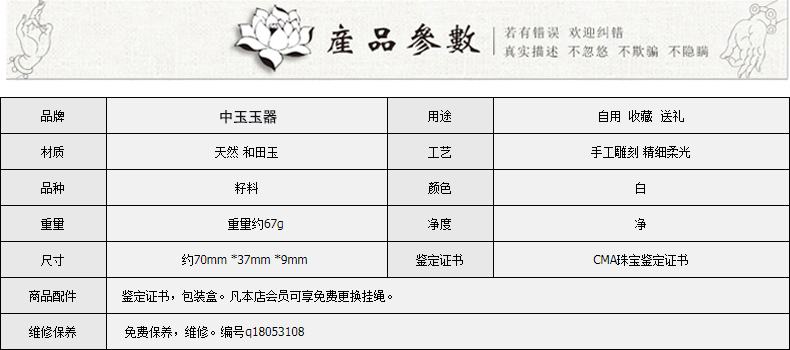 產品參數
若有错误 欢迎纠错
真实描述 不忽悠 不欺骗 不隐瞒
品牌 中玉玉器 用途 自用 收藏 送礼
材质 天然 和田玉 工艺 手工雕刻 精细柔光
品种 籽料 颜色 白
重量 重量约67g 净度 净
尺寸 约70mm *37mm *9mm 鉴定证书 CMA珠宝鉴定证书
商品配件 鉴定证书，包装盒。凡本店会员可享免费更换挂绳。
维修保养 免费保养，维修。编号q18053108